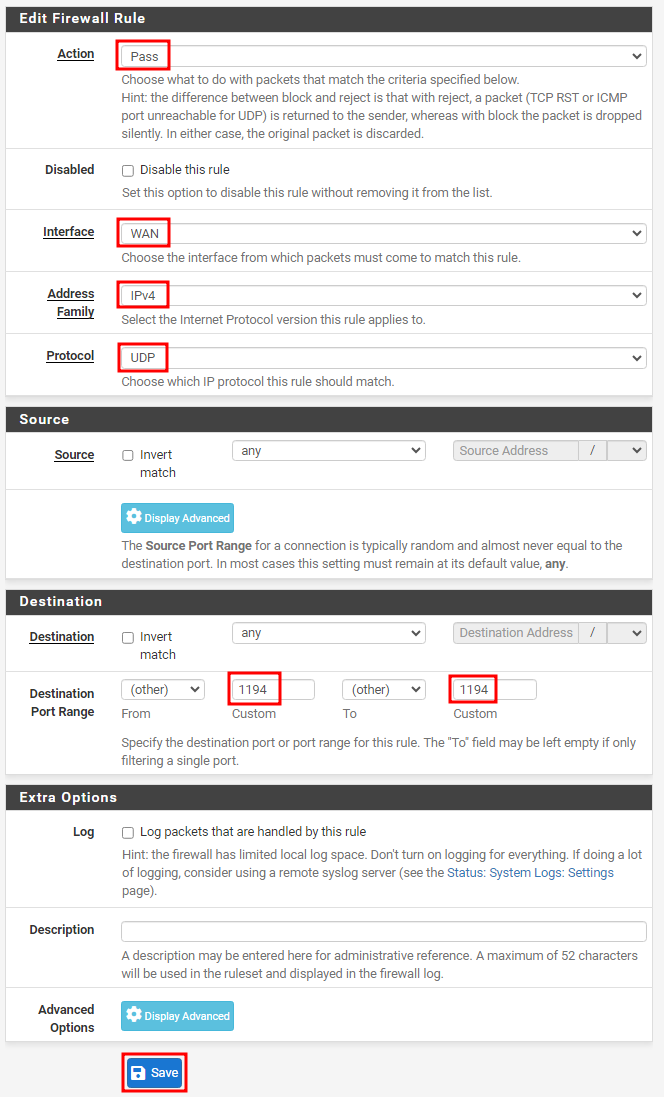 Edit Firewall Rule
Action
Pass
Choose what to do with packets that match the criteria specified below.
Hint: the difference between block and reject is that with reject, a packet (TCP RST or ICMP
port unreachable for UDP) is returned to the sender, whereas with block the packet is dropped
silently. In either case, the original packet is discarded.
Disabled
Disable this rule
Set this option to disable this rule without removing it from the list.
Interface
WAN
Choose the interface from which packets must come to match this rule.
Address
Family
IPv4
Select the Internet Protocol version this rule applies to.
Protocol
UDP
Choose which IP protocol this rule should match.
Source
Source
Invert
match
any
Source Address
/
Display Advanced
The Source Port Range for a connection is typically random and almost never equal to the
destination port. In most cases this setting must remain at its default value, any.
Destination
Destination
Invert
match
any
Destination Address
/
Destination
Port Range
(other)
1194
(other)
1194
From
Custom
To
Custom
Specify the destination port or port range for this rule. The "To" field may be left empty if only
filtering a single port.
Extra Options
Log
Log packets that are handled by this rule
Hint: the firewall has limited local log space. Don't turn on logging for everything. If doing a lot
of logging, consider using a remote syslog server (see the Status: System Logs: Settings
page).
Description
A description may be entered here for administrative reference. A maximum of 52 characters
will be used in the ruleset and displayed in the firewall log.
Advanced
Options
Display Advanced
Save